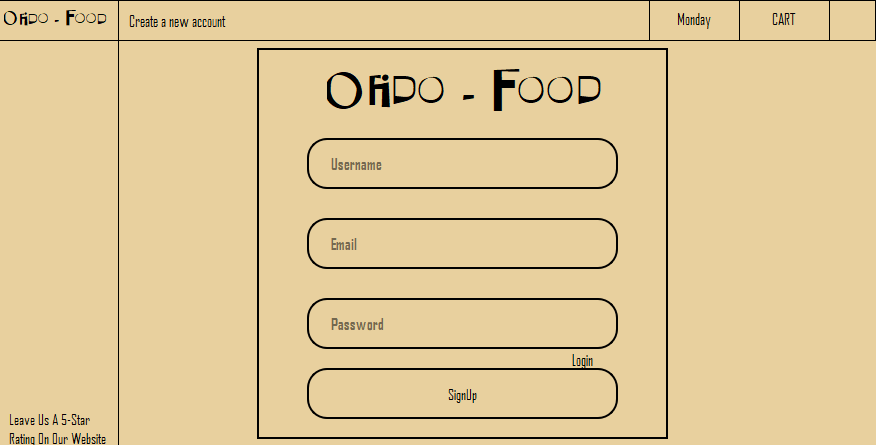 Ofido - Food
Create a new account
Monday
CART
Ofido - Food
Username
Email
Password
Login
SignUp
Leave Us A 5-Star
Rating On Our Website